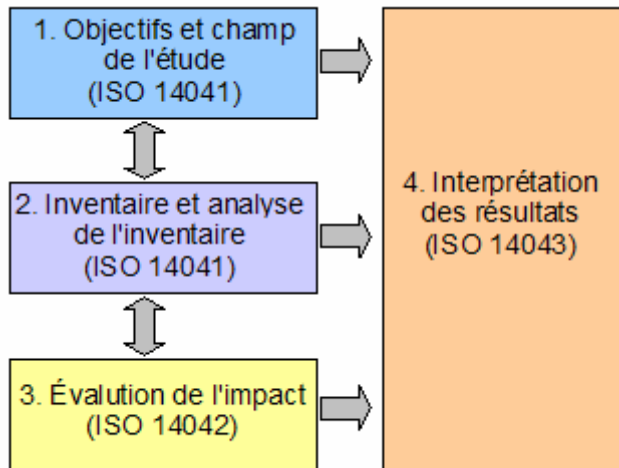 1. Objectifs et champ
de l'étude
(ISO 14041)
2. Inventaire et analyse
de l'inventaire
(ISO 14041)
3. Évalution de l'impact
(ISO 14042)
4. Interprétation
des résultats
(ISO 14043)